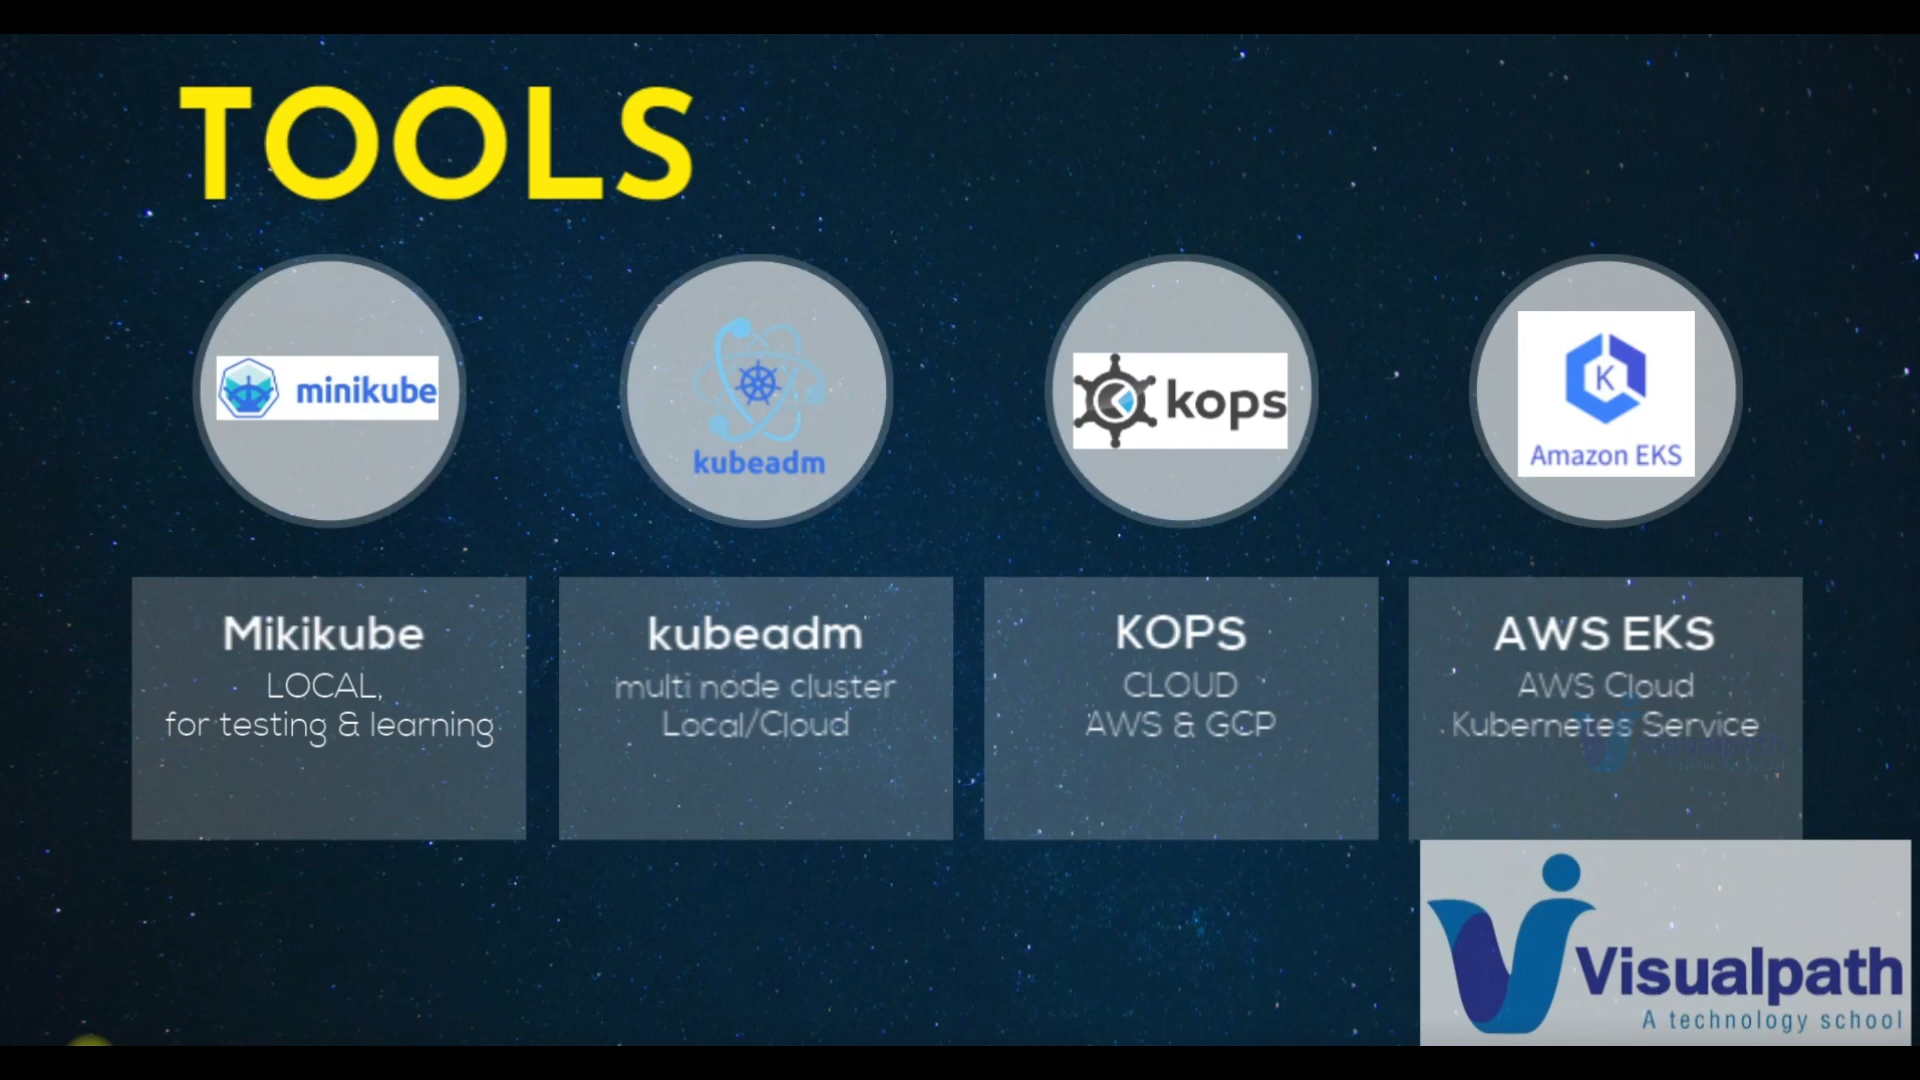 TOOLS
minikube
kubeadm
kops
Amazon EKS
Mikikube
LOCAL,
for testing & learning
kubeadm
multi node cluster
Local/Cloud
KOPS
CLOUD
AWS & GCP
AWS EKS
AWS Cloud
Kubernetes Service
Visualpath
Visualpath
A technology school